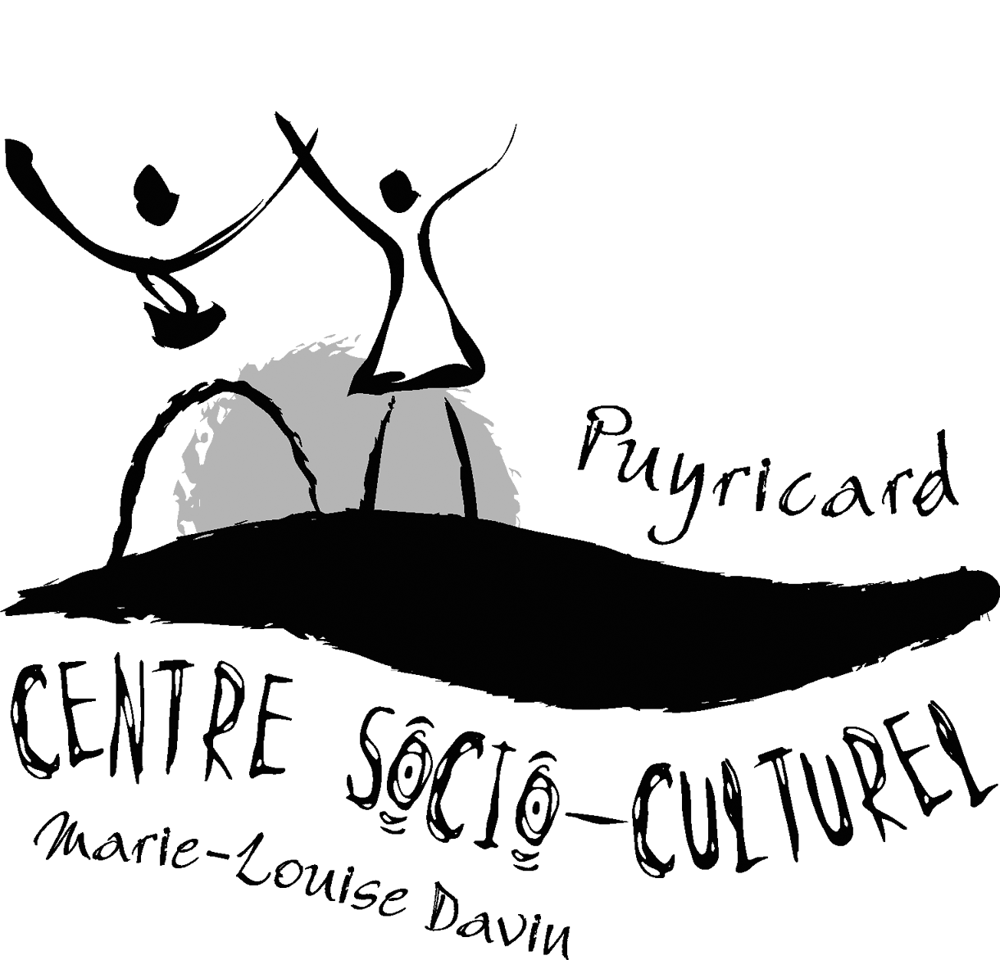 Puyricard
CENTRE SOCIO-CULTUREL
Marie-Louise Davin